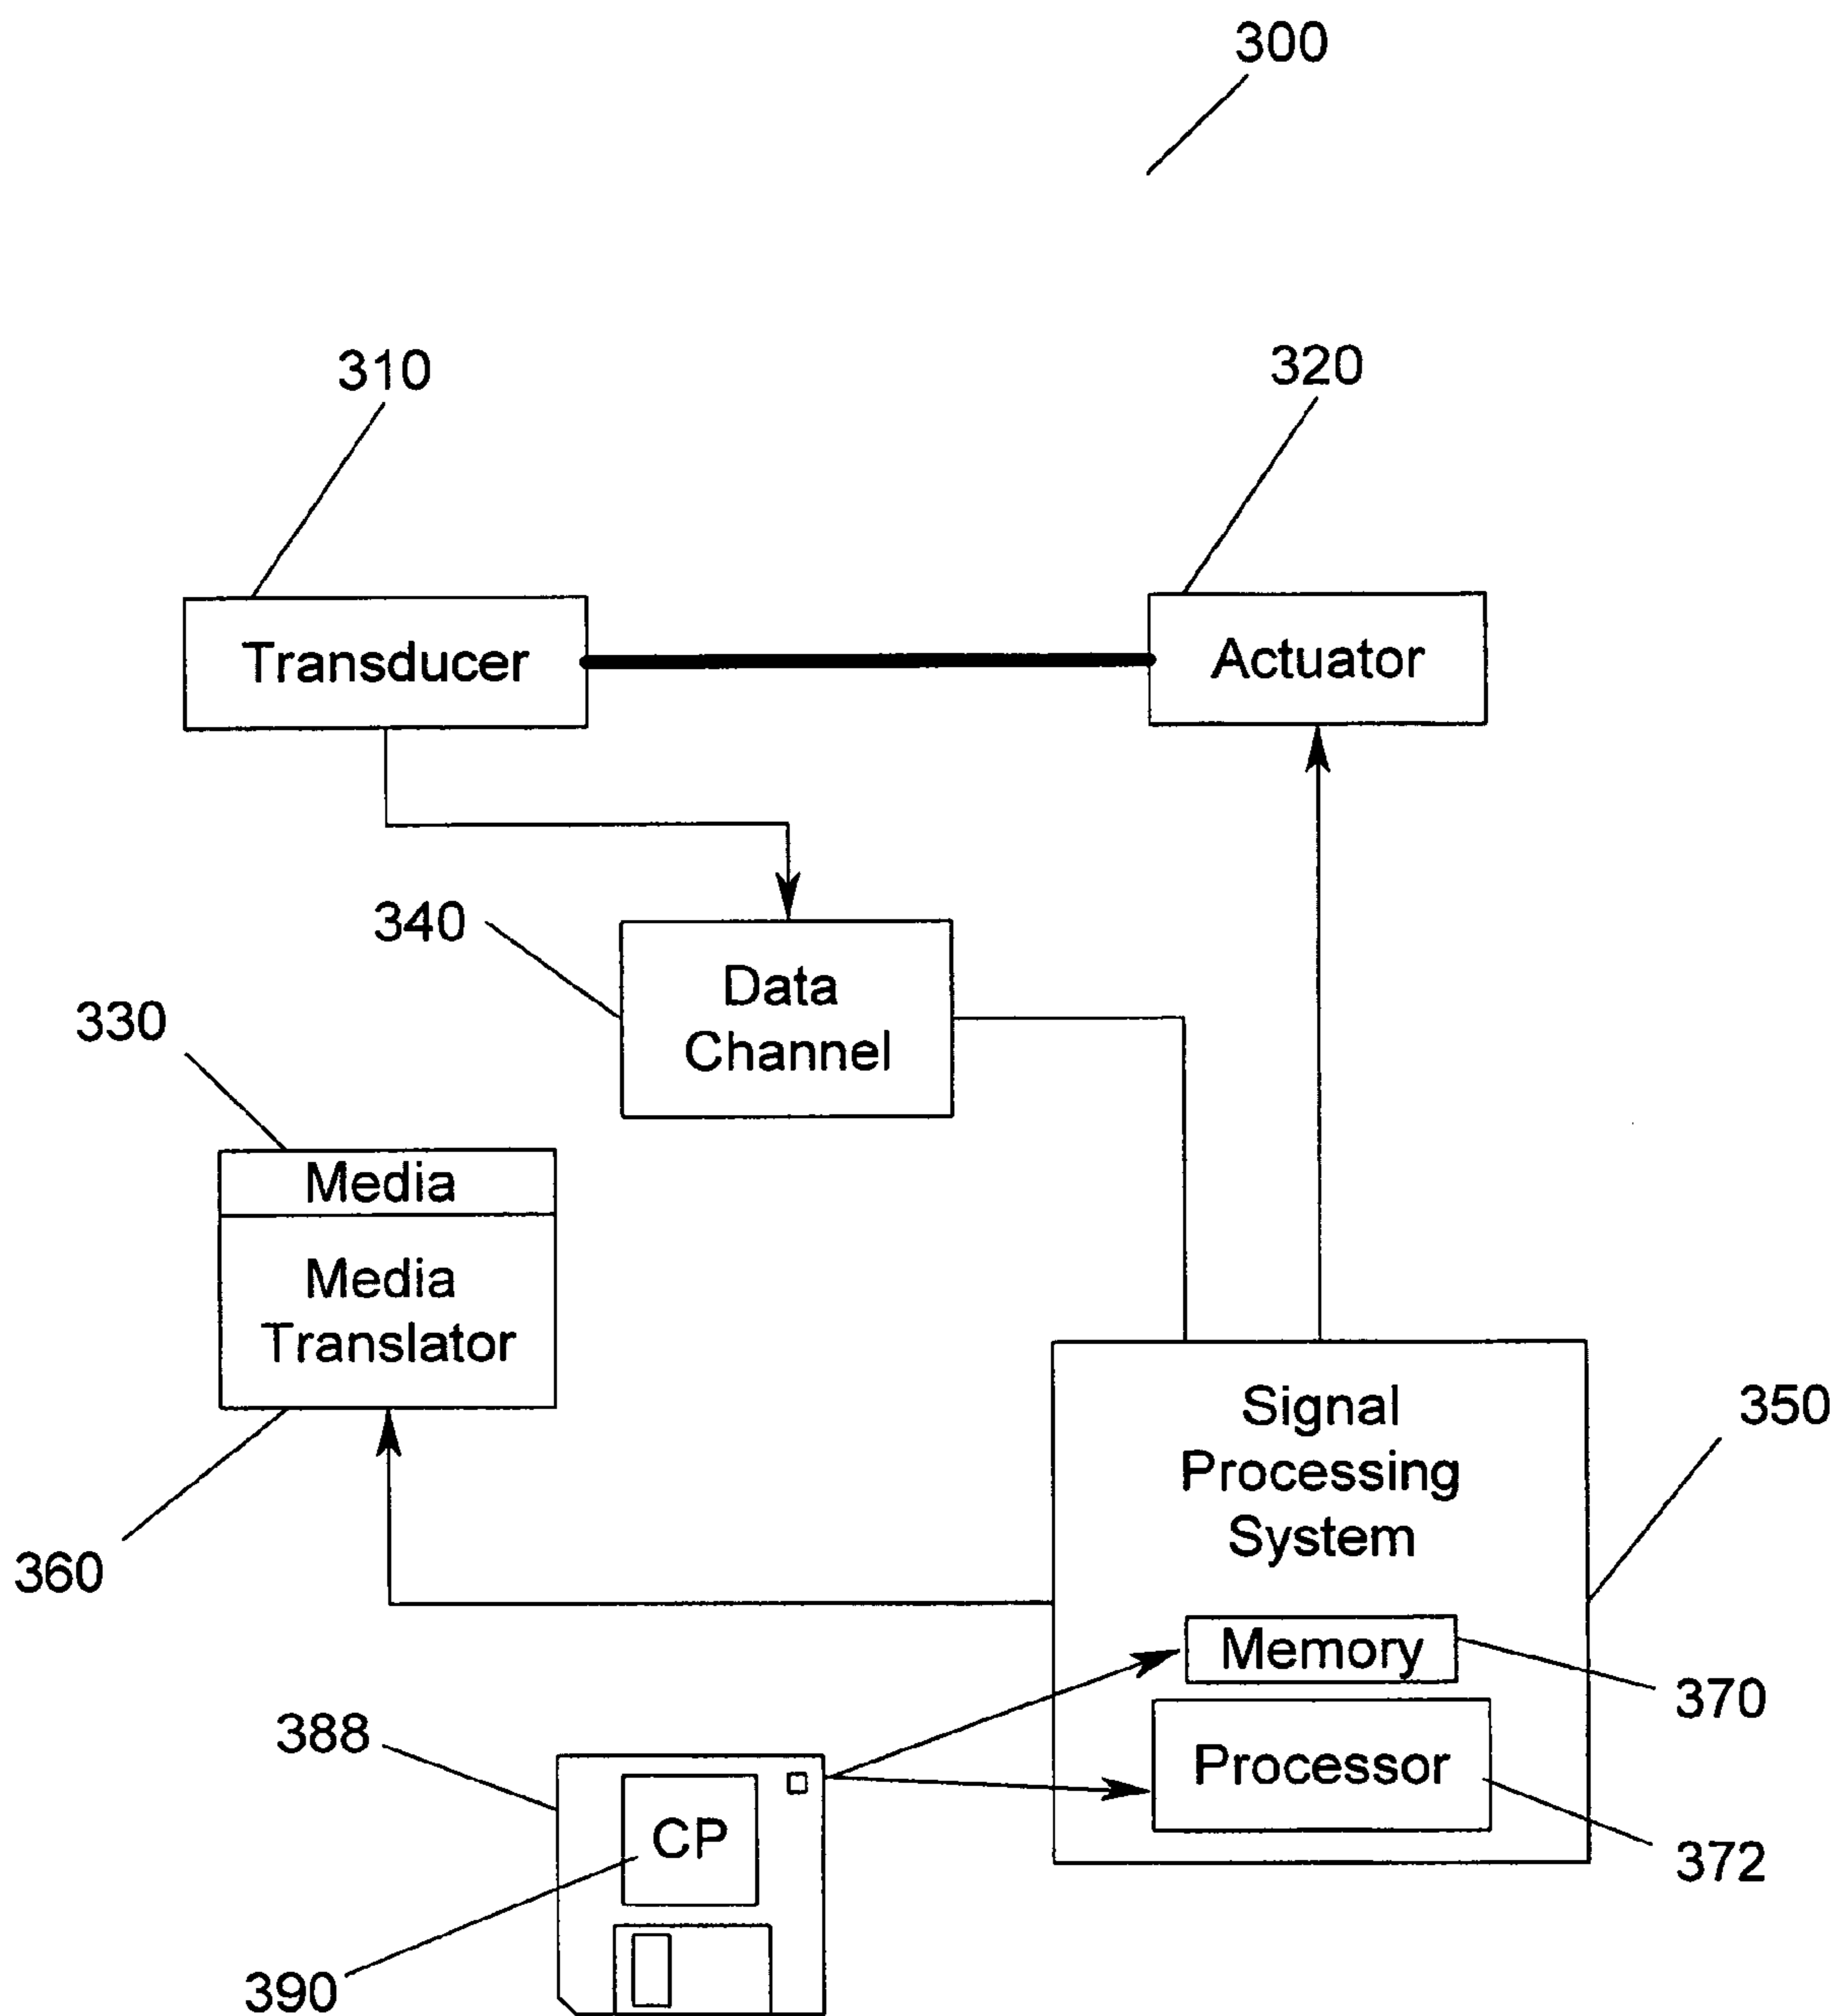 300
310
320
Transducer
Actuator
340
Data
Channel
330
Media
Media
Translator
360
Signal
Processing
System
350
Memory
370
Processor
372
388
CP
390